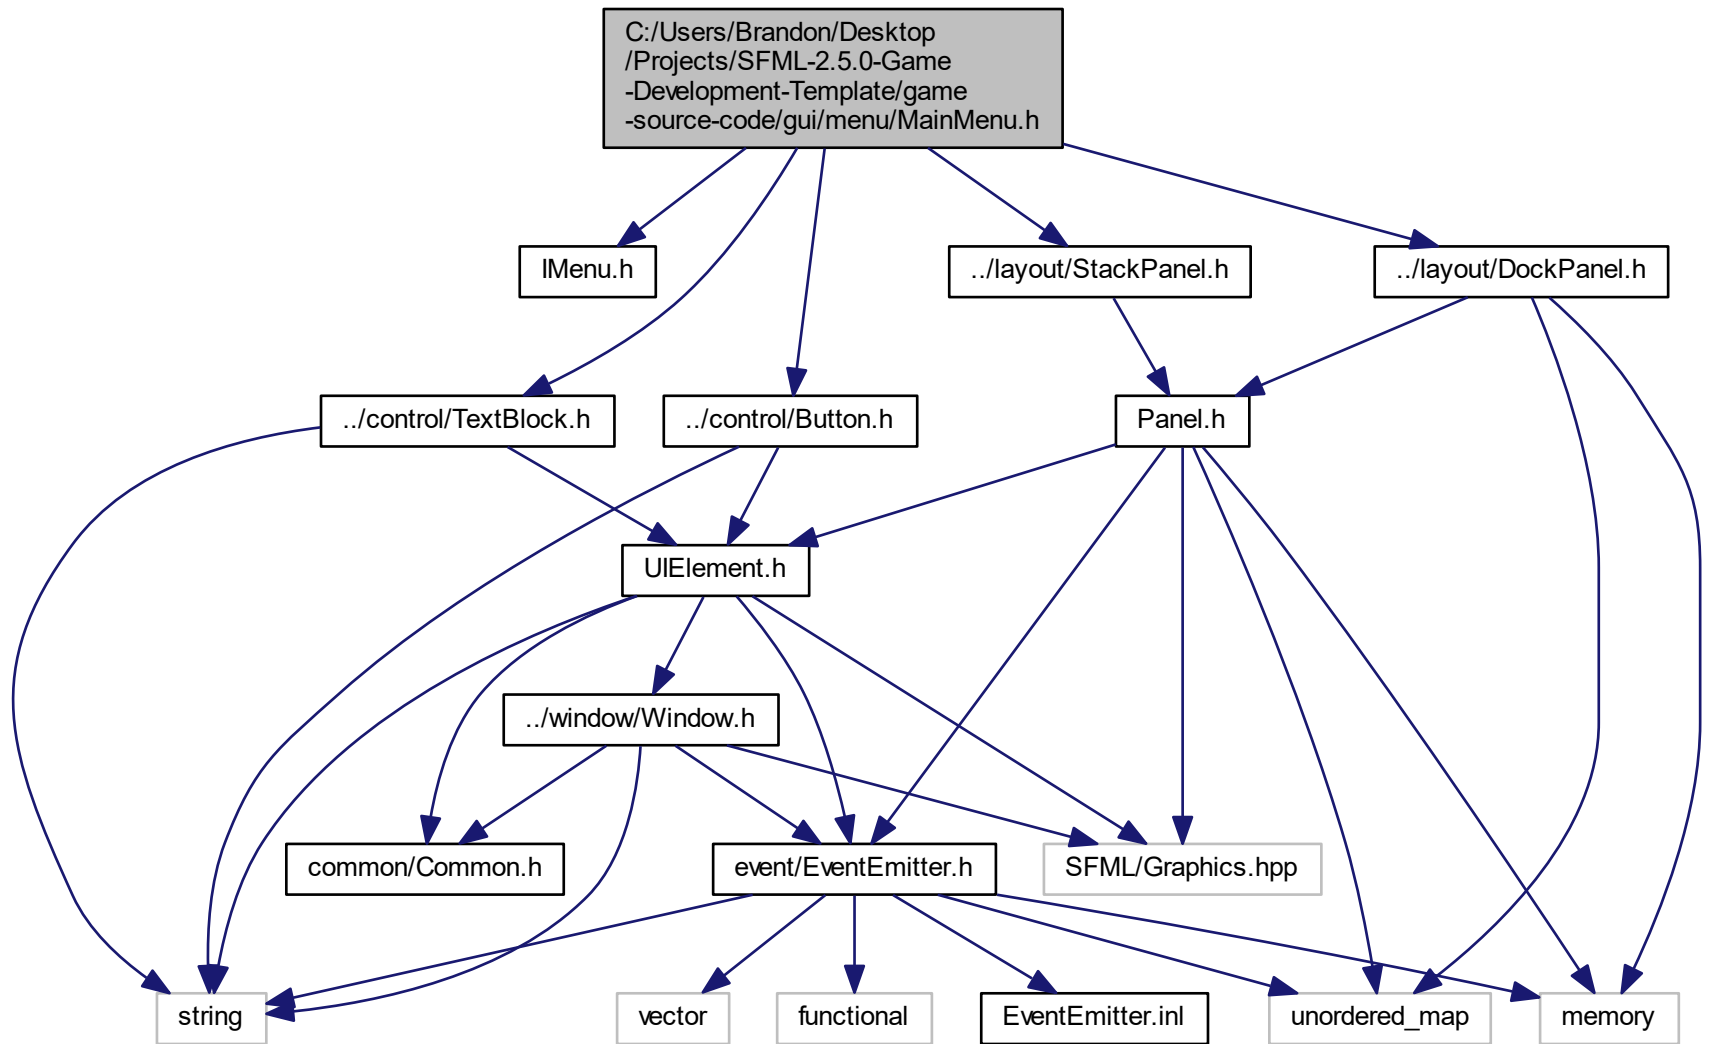 C:/Users/Brandon/Desktop
/Projects/SFML-2.5.0-Game
-Development-Template/game
-source-code/gui/menu/MainMenu.h
IMenu.h
../layout/StackPanel.h
../layout/DockPanel.h
../control/TextBlock.h
../control/Button.h
Panel.h
UIElement.h
../window/Window.h
common/Common.h
event/EventEmitter.h
SFML/Graphics.hpp
string
vector
functional
EventEmitter.inl
unordered_map
memory